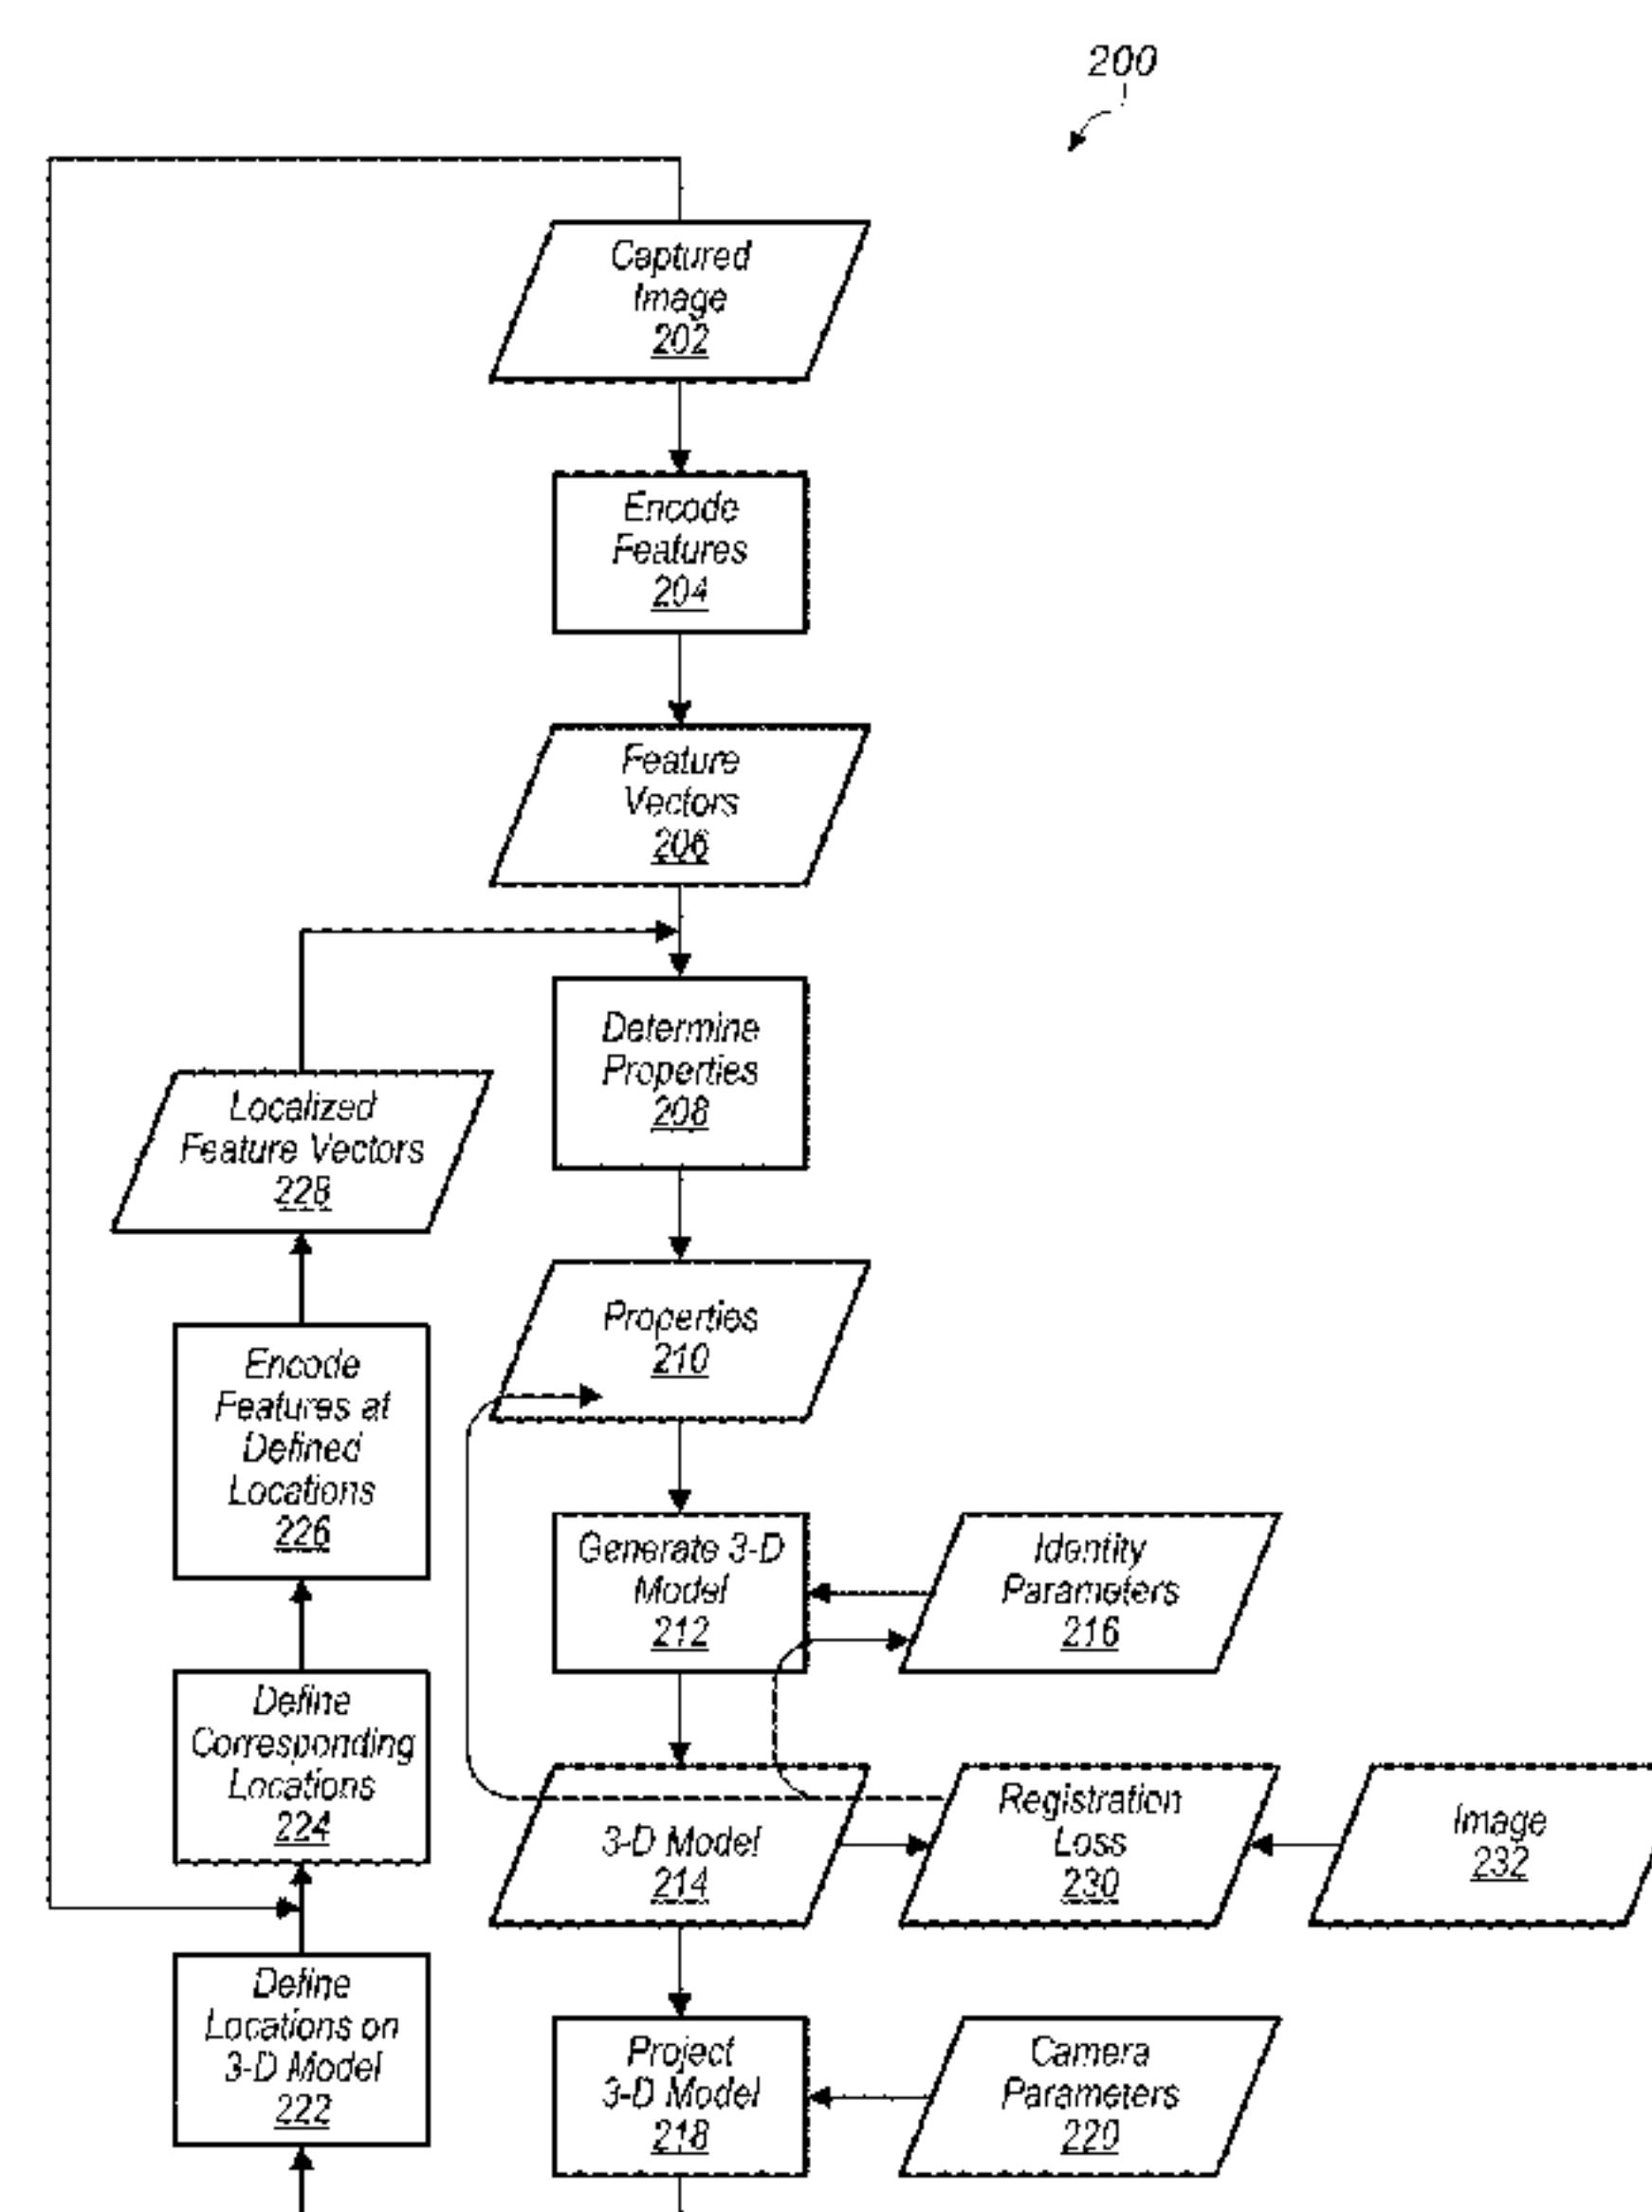 200
Captured
Image
202
Encode
Features
204
Feature
Vectors
206
Determine
Properties
208
Localized
Feature Vectors
228
Properties
210
Encode
Features at
Defined
Locations
226
Generate 3-D
Model
212
Identity
Parameters
216
Define
Corresponding
Locations
224
3-D Model
214
Registration
Loss
230
Image
232
Define
Locations on
3-D Model
222
Project
3-D Model
218
Camera
Parameters
220